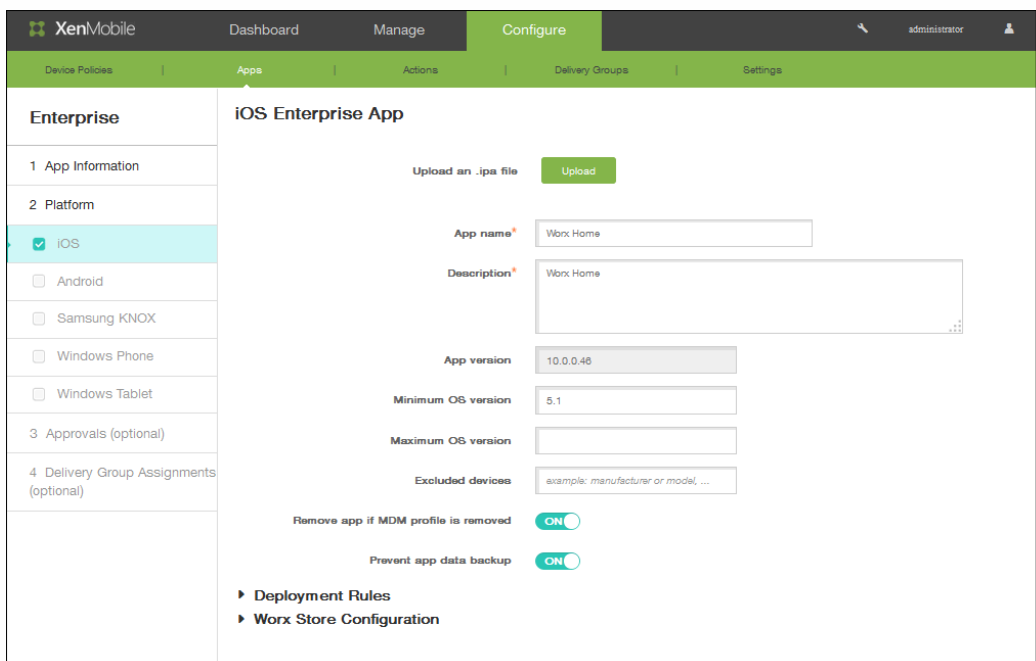 XenMobile Dashboard Manage Configure administrator
Device Policies | Apps | Actions | Delivery Groups | Settings
Enterprise
1 App Information
2 Platform
iOS
Android
Samsung KNOX
Windows Phone
Windows Tablet
3 Approvals (optional)
4 Delivery Group Assignments
(optional)
iOS Enterprise App
Upload an .ipa file Upload
App name* Worx Home
Description* Worx Home
App version 10.0.0.46
Minimum OS version 5.1
Maximum OS version
Excluded devices example: manufacturer or model, ...
Remove app if MDM profile is removed ON
Prevent app data backup ON
Deployment Rules
Worx Store Configuration